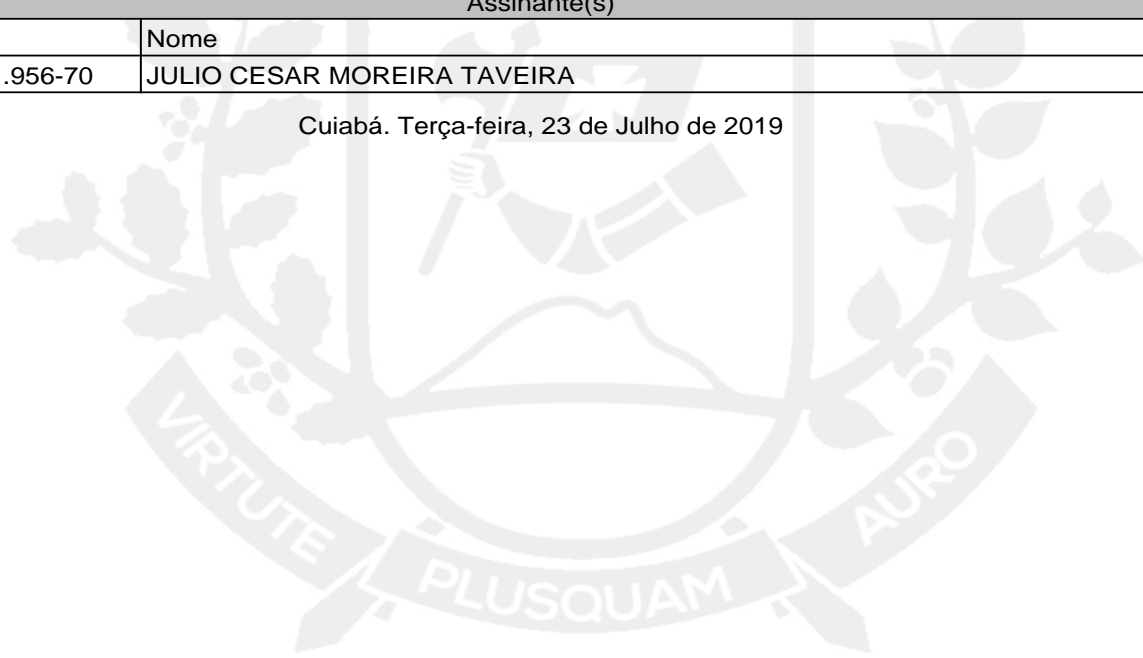 Assinante(s)
Nome
.956-70 JULIO CESAR MOREIRA TAVEIRA
Cuiabá. Terça-feira, 23 de Julho de 2019
VIRTUTE PLUSQUAM AURO